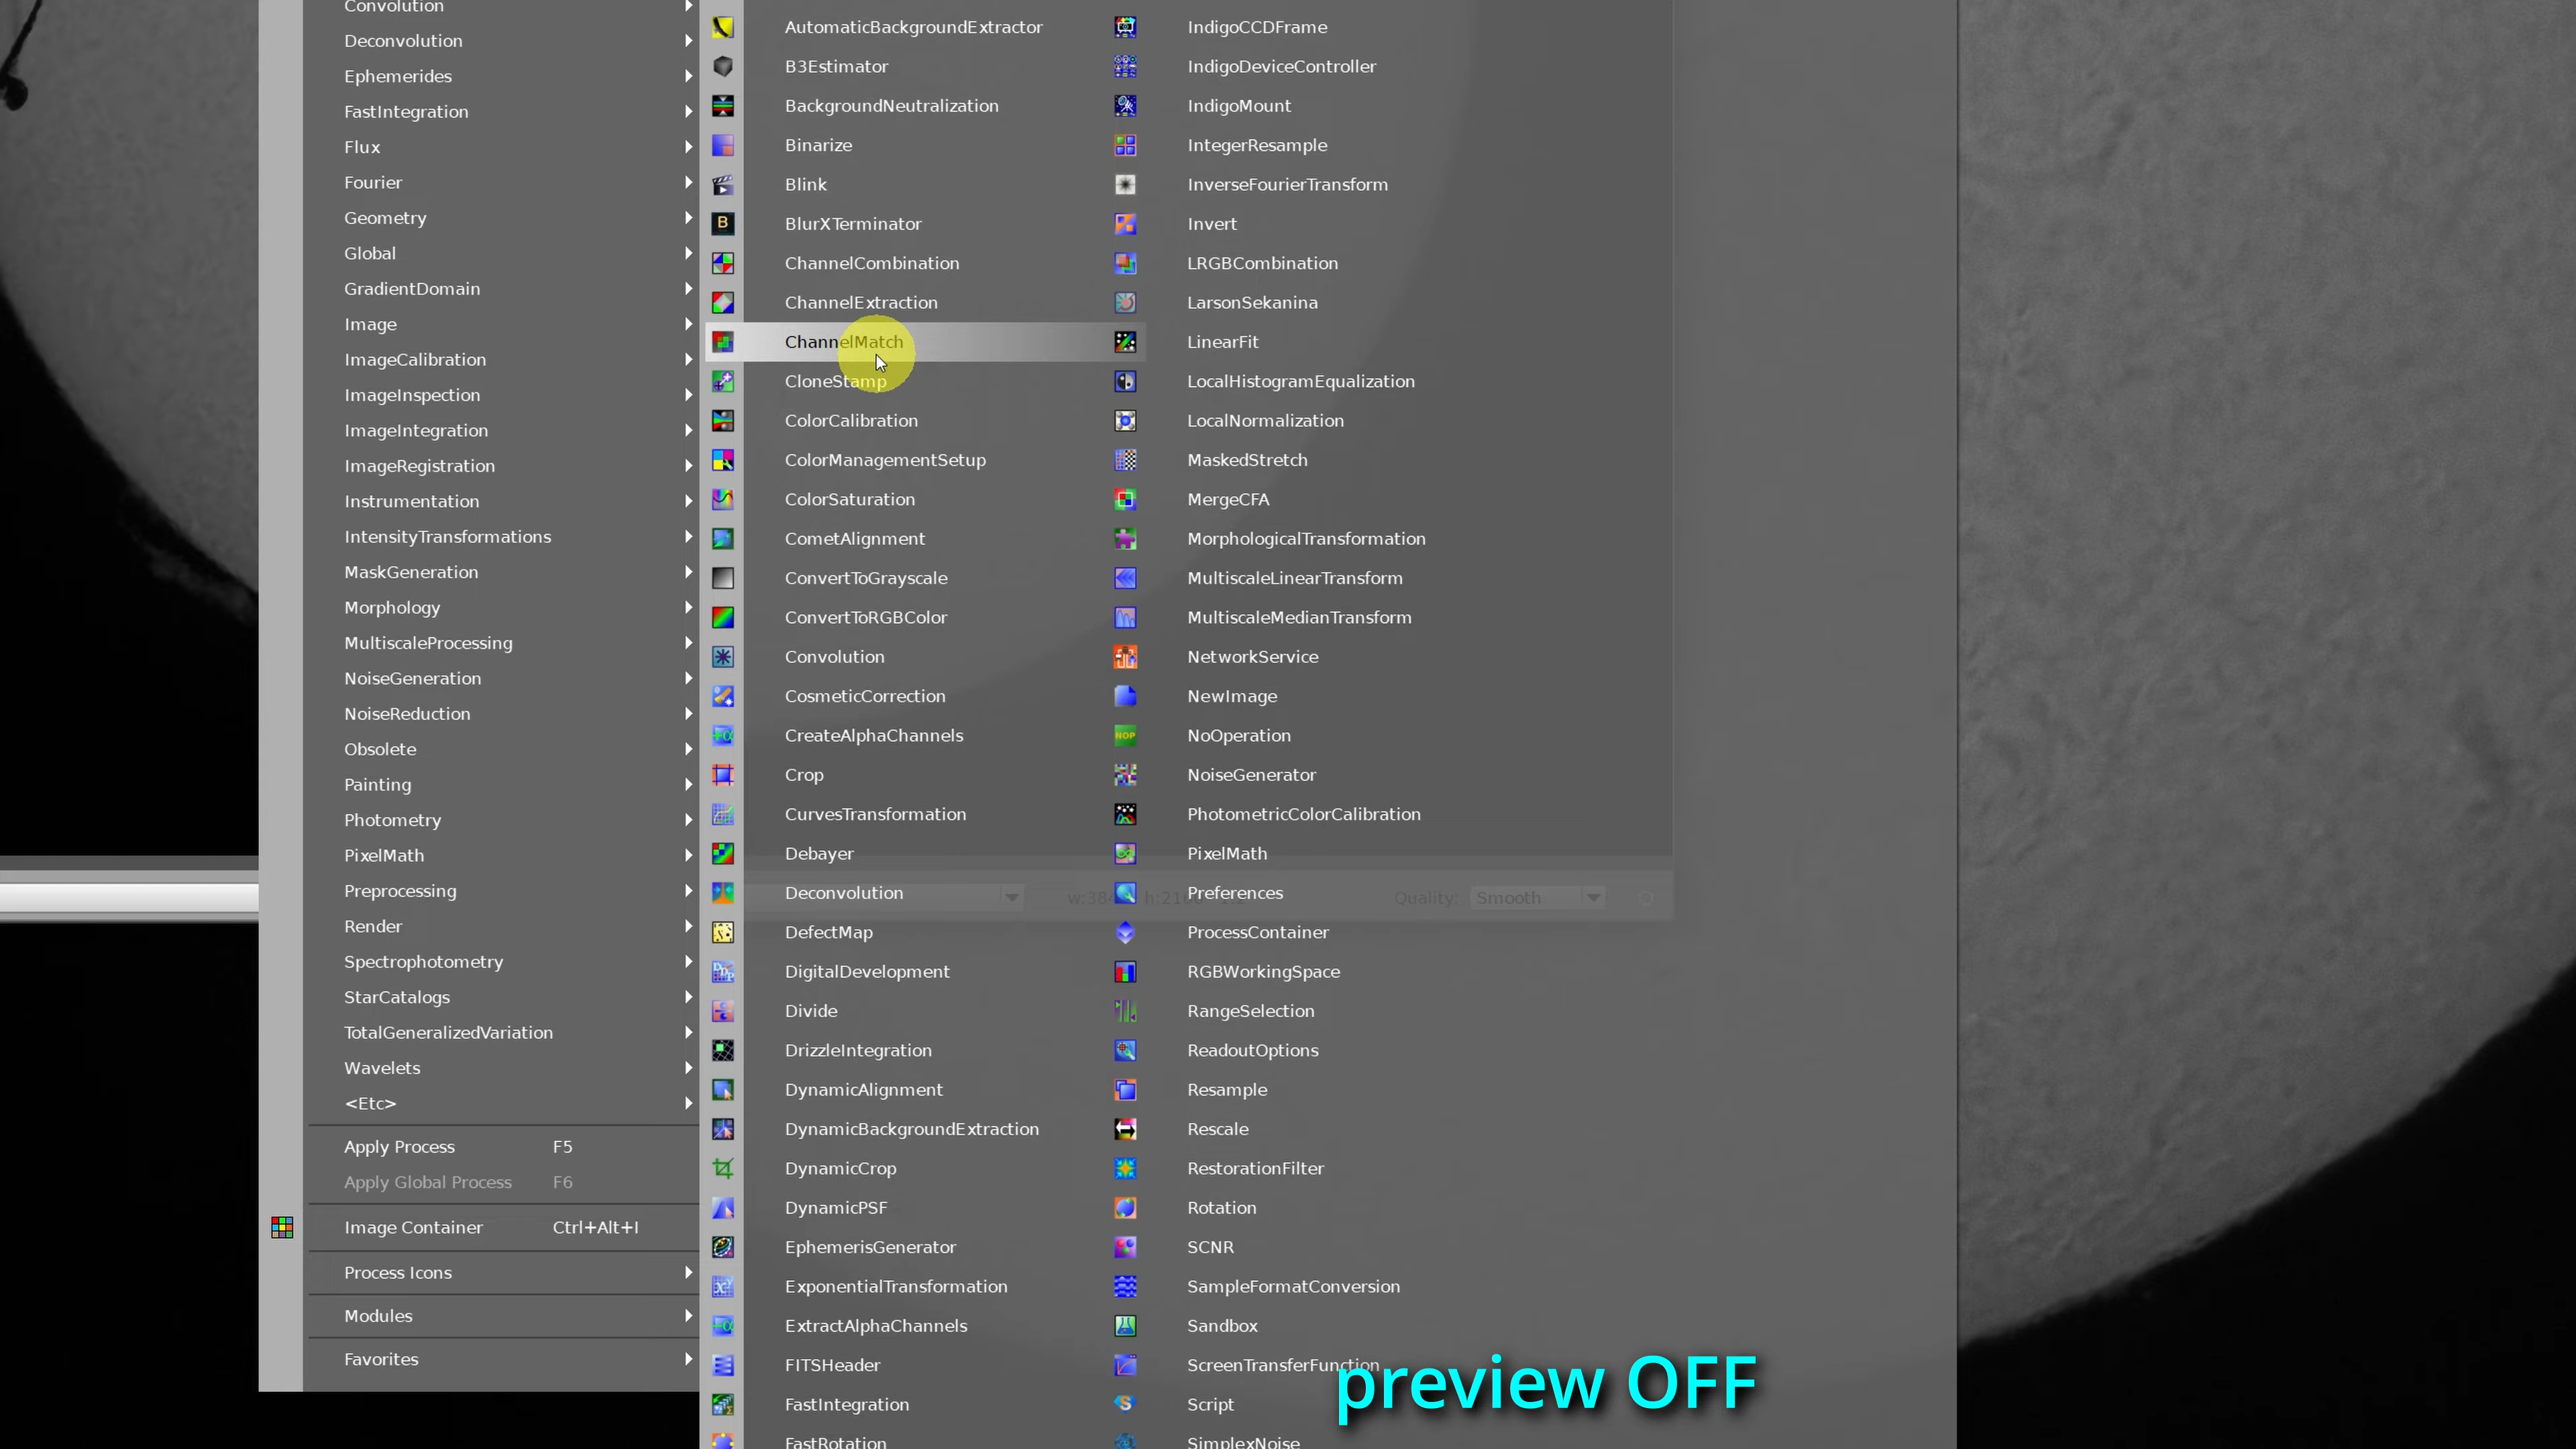 Convolution
Deconvolution
Ephemerides
FastIntegration
Flux
Fourier
Geometry
Global
GradientDomain
Image
ImageCalibration
ImageInspection
ImageIntegration
ImageRegistration
Instrumentation
IntensityTransformations
MaskGeneration
Morphology
MultiscaleProcessing
NoiseGeneration
NoiseReduction
Obsolete
Painting
Photometry
PixelMath
Preprocessing
Render
Spectrophotometry
StarCatalogs
TotalGeneralizedVariation
Wavelets
<Etc>
Apply Process F5
Apply Global Process F6
Image Container Ctrl+Alt+I
Process Icons
Modules
Favorites
AutomaticBackgroundExtractor
B3Estimator
BackgroundNeutralization
Binarize
Blink
BlurXTerminator
ChannelCombination
ChannelExtraction
ChannelMatch
CloneStamp
ColorCalibration
ColorManagementSetup
ColorSaturation
CometAlignment
ConvertToGrayscale
ConvertToRGBColor
Convolution
CosmeticCorrection
CreateAlphaChannels
Crop
CurvesTransformation
Debayer
Deconvolution
DefectMap
DigitalDevelopment
Divide
DrizzleIntegration
DynamicAlignment
DynamicBackgroundExtraction
DynamicCrop
DynamicPSF
EphemerisGenerator
ExponentialTransformation
ExtractAlphaChannels
FITSHeader
FastIntegration
FastRotation
IndigoCCDFrame
IndigoDeviceController
IndigoMount
IntegerResample
InverseFourierTransform
Invert
LRGBCombination
LarsonSekanina
LinearFit
LocalHistogramEqualization
LocalNormalization
MaskedStretch
MergeCFA
MorphologicalTransformation
MultiscaleLinearTransform
MultiscaleMedianTransform
NetworkService
NewImage
NoOperation
NoiseGenerator
PhotometricColorCalibration
PixelMath
Preferences
ProcessContainer
RGBWorkingSpace
RangeSelection
ReadoutOptions
Resample
Rescale
RestorationFilter
Rotation
SCNR
SampleFormatConversion
Sandbox
ScreenTransferFunction
Script
SimplexNoise
Quality: Smooth
NOP
preview OFF